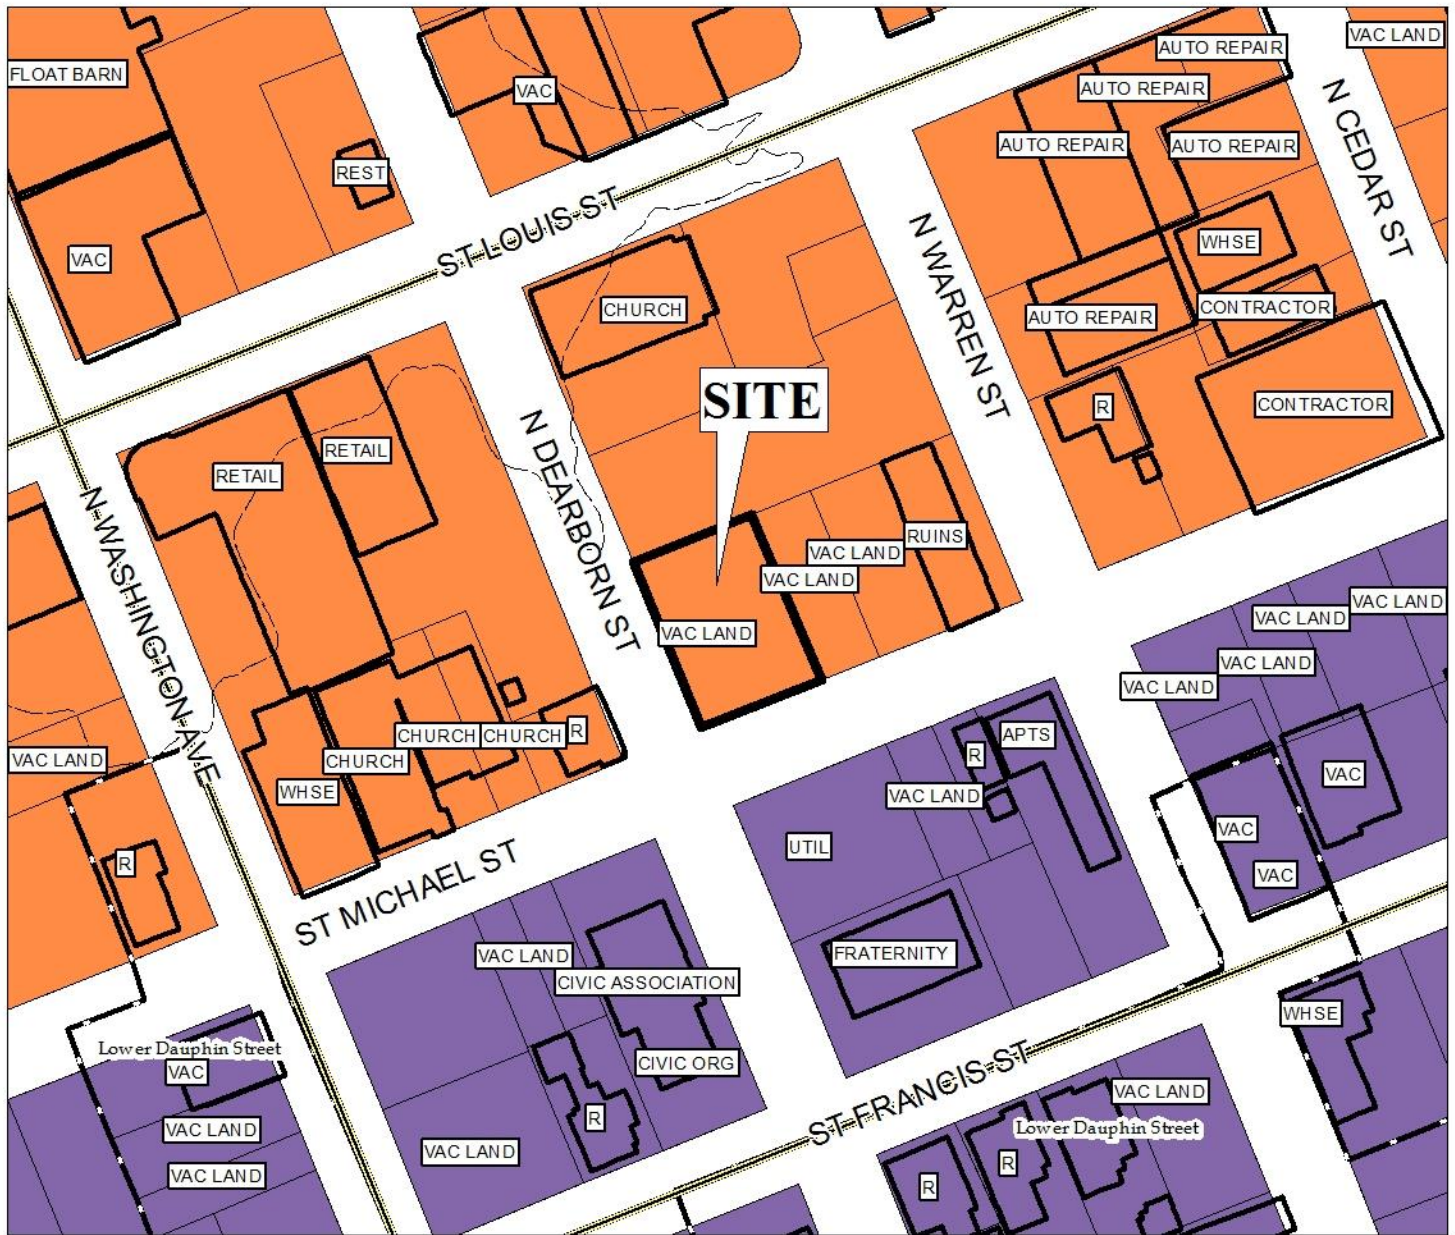 AUTO REPAIR
VAC LAND
FLOAT BARN
AUTO REPAIR
VAC
N CEDAR ST
AUTO REPAIR
AUTO REPAIR
REST
ST LOUIS ST
WHSE
VAC
N WARREN ST
CHURCH
CONTRACTOR
AUTO REPAIR
SITE
R
CONTRACTOR
RETAIL
RETAIL
N DEARBORN ST
RUINS
VAC LAND
VAC LAND
N WASHINGTON AVE
VAC LAND
VAC LAND
VAC LAND
VAC LAND
VAC LAND
R
APTS
CHURCH
CHURCH
R
VAC LAND
CHURCH
WHSE
VAC LAND
VAC
VAC
UTIL
R
VAC
ST MICHAEL ST
VAC LAND
FRATERNITY
CIVIC ASSOCIATION
WHSE
Lower Dauphin Street
VAC
CIVIC ORG
ST FRANCIS ST
VAC LAND
R
VAC LAND
Lower Dauphin Street
VAC LAND
VAC LAND
R
R